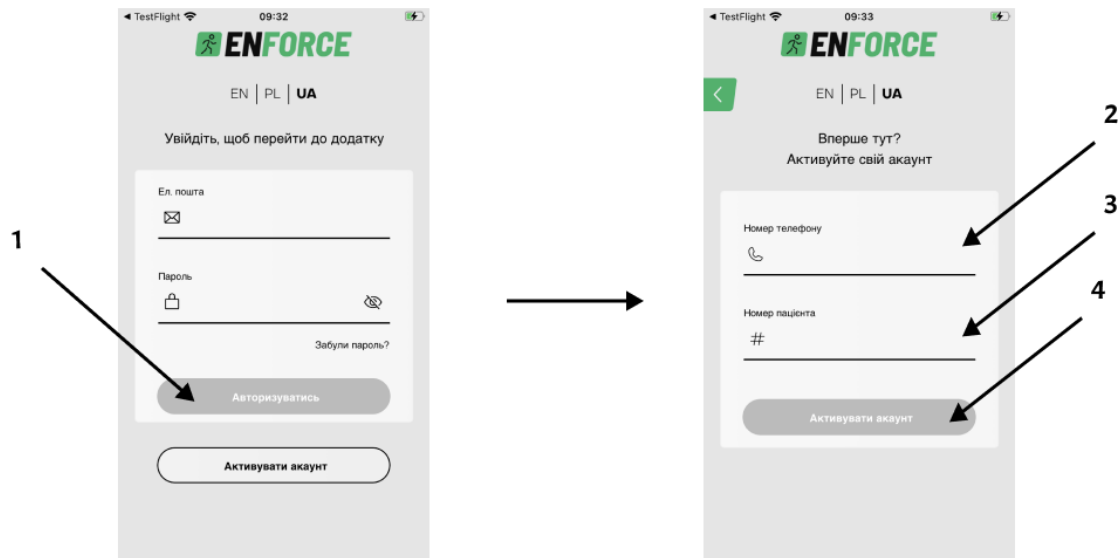 ◄ TestFlight 09:32
ENFORCE
EN | PL | UA
Увійдіть, щоб перейти до додатку
Ел. пошта
Пароль
Забули пароль?
Авторизуватись
Активувати акаунт
1
◄ TestFlight 09:33
ENFORCE
EN | PL | UA
Вперше тут?
Активуйте свій акаунт
Номер телефону
Номер пацієнта
#
Активувати акаунт
2
3
4